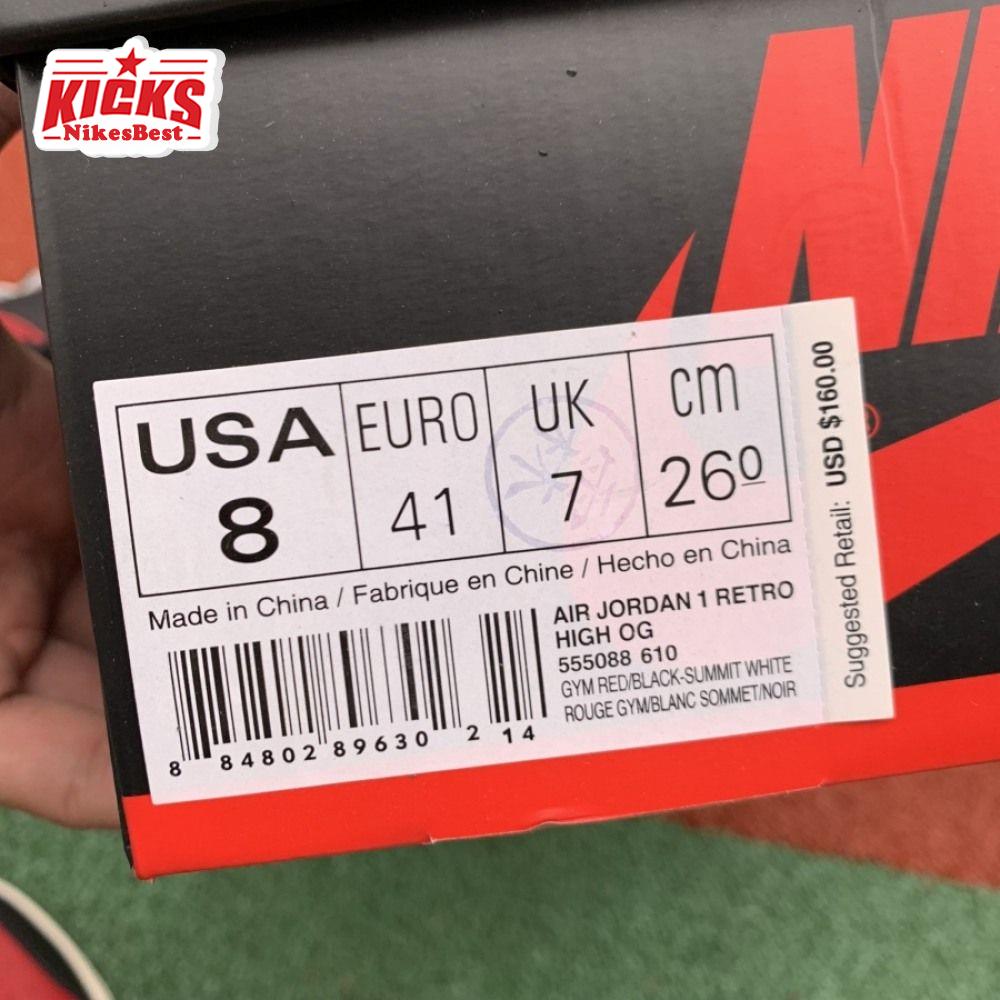 KICKS
NikesBest
USA EURO UK cm
8 41 7 260
Made in China / Fabrique en Chine / Hecho en China
AIR JORDAN 1 RETRO
HIGH OG
555088 610
GYM RED/BLACK-SUMMIT WHITE
ROUGE GYM/BLANC SOMMET/NOIR
8 84802 89630 2 14
Suggested Retail: USD $160.00
®